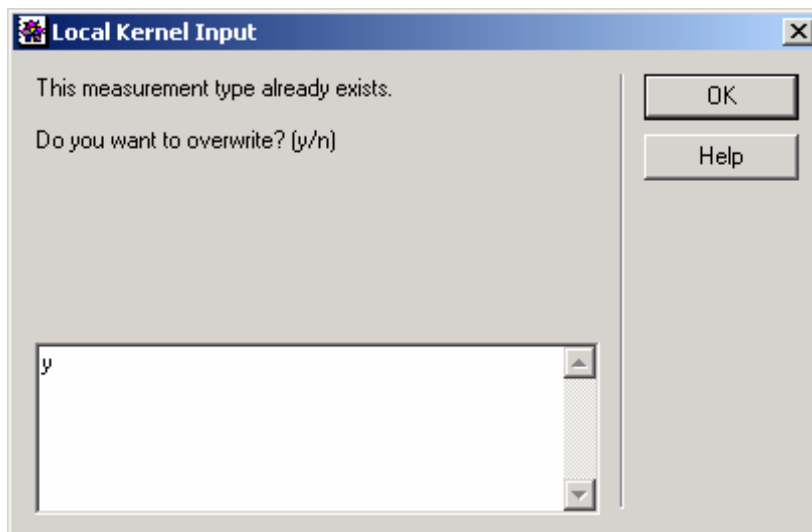 Local Kernel Input
This measurement type already exists.
Do you want to overwrite? (y/n)
OK
Help
y